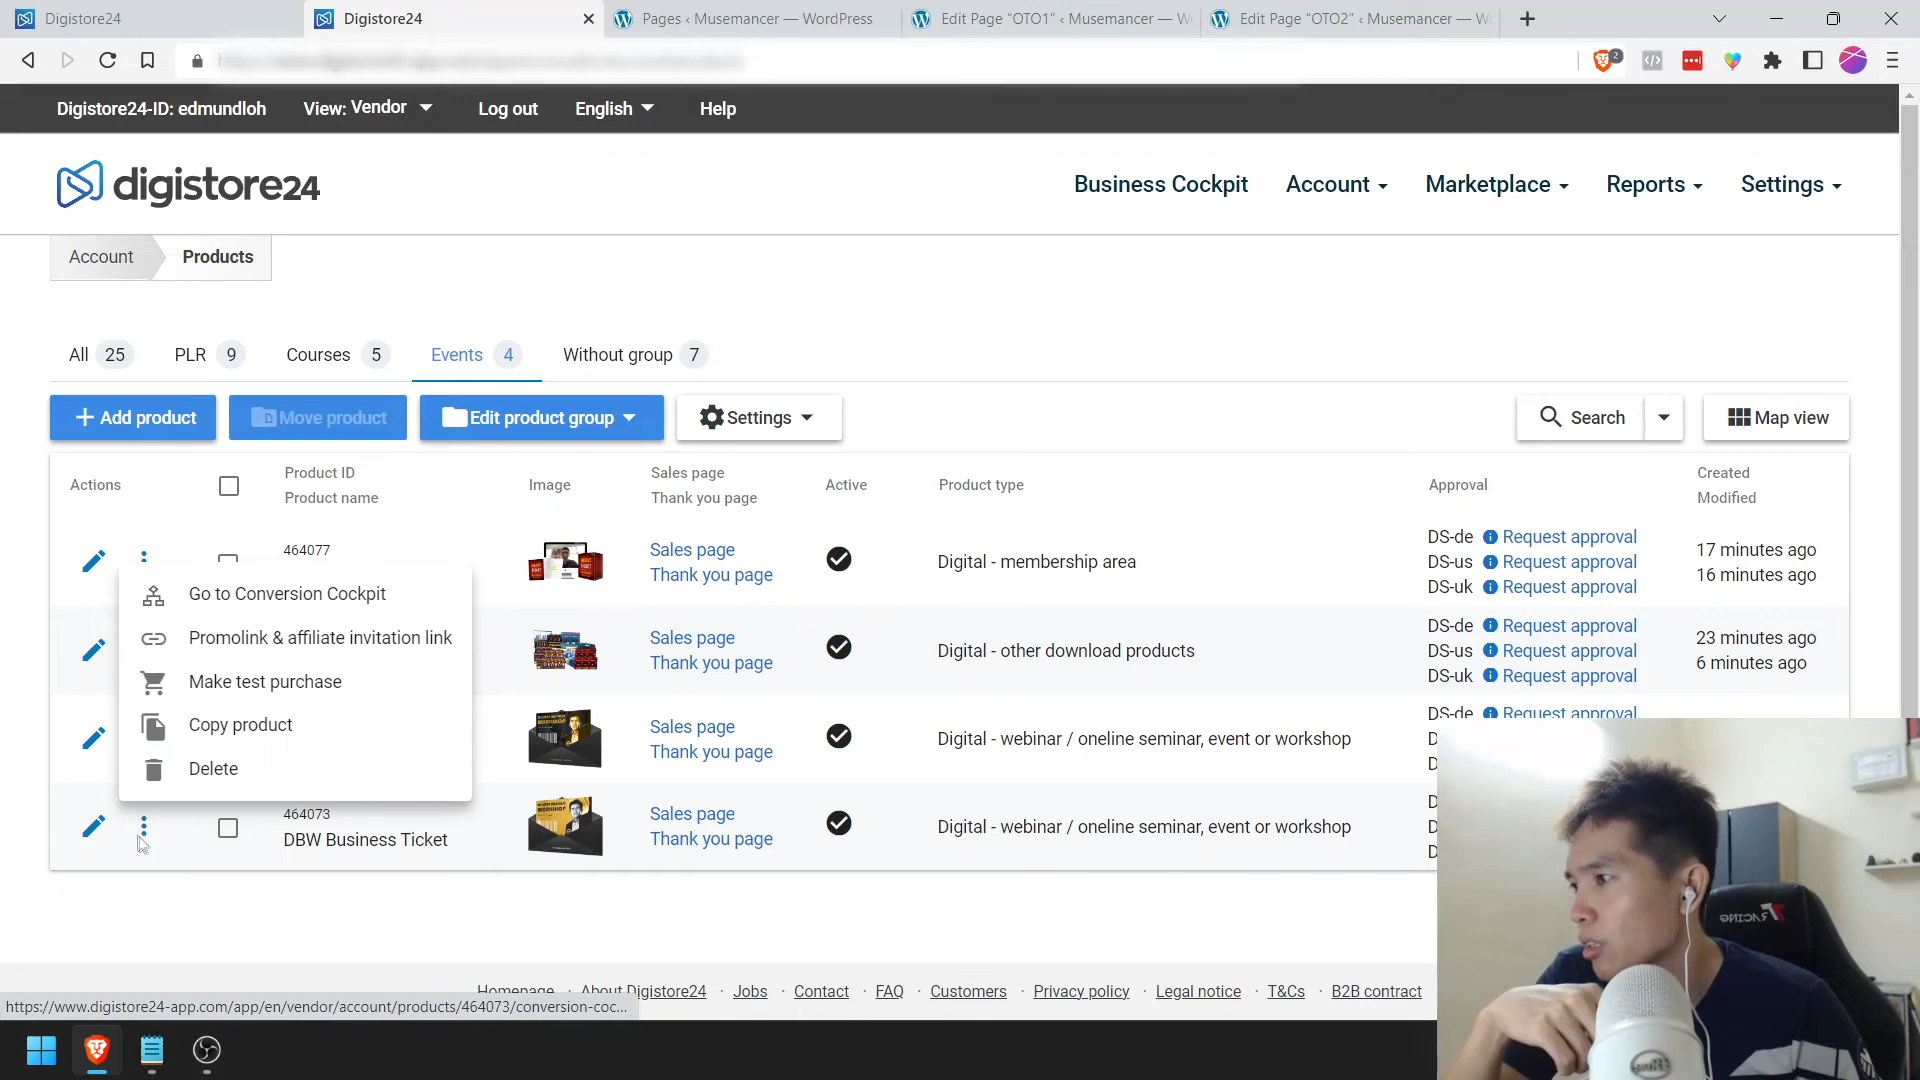 Digistore24
Digistore24
Pages ‹ Musemancer — WordPress
Edit Page “OTO1” ‹ Musemancer — W
Edit Page “OTO2” ‹ Musemancer — W
2
Digistore24-ID: edmundloh
View: Vendor
Log out
English
Help
digistore24
Business Cockpit
Account
Marketplace
Reports
Settings
Account
Products
All 25
PLR 9
Courses 5
Events 4
Without group 7
Add product
Move product
Edit product group
Settings
Search
Map view
Actions
Product ID
Product name
Image
Sales page
Thank you page
Active
Product type
Approval
Created
Modified
464077
Sales page
Thank you page
Digital - membership area
DS-de Request approval
DS-us Request approval
DS-uk Request approval
17 minutes ago
16 minutes ago
Go to Conversion Cockpit
Promolink & affiliate invitation link
Make test purchase
Copy product
Delete
Sales page
Thank you page
Digital - other download products
DS-de Request approval
DS-us Request approval
DS-uk Request approval
23 minutes ago
6 minutes ago
Sales page
Thank you page
Digital - webinar / oneline seminar, event or workshop
DS-de Request approval
464073
DBW Business Ticket
Sales page
Thank you page
Digital - webinar / oneline seminar, event or workshop
Homepage · About Digistore24 · Jobs · Contact · FAQ · Customers · Privacy policy · Legal notice · T&Cs · B2B contract
https://www.digistore24-app.com/app/en/vendor/account/products/464073/conversion-coc...